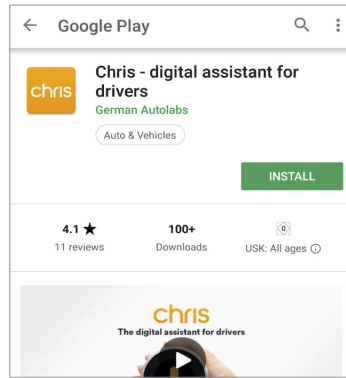 Google Play
chris
Chris - digital assistant for
drivers
German Autolabs
Auto & Vehicles
INSTALL
4.1 ★
11 reviews
100+
Downloads
0
USK: All ages
chris
The digital assistant for drivers